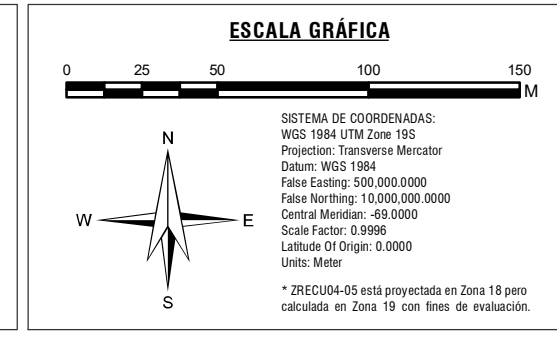 ESCALA GRÁFICA
0 25 50 100 150
M
N
W E
S
SISTEMA DE COORDENADAS:
WGS 1984 UTM Zone 19S
Projection: Transverse Mercator
Datum: WGS 1984
False Easting: 500,000.0000
False Northing: 10,000,000.0000
Central Meridian: -69.0000
Scale Factor: 0.9996
Latitude Of Origin: 0.0000
Units: Meter
* ZRECU04-05 está proyectada en Zona 18 pero
calculada en Zona 19 con fines de evaluación.